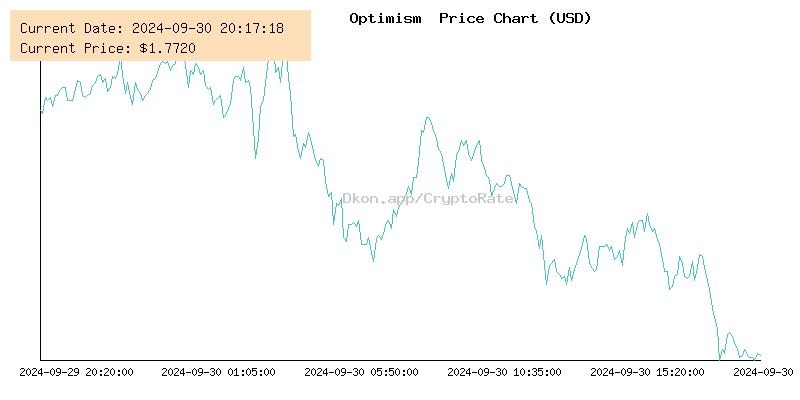 Optimism  Price Chart (USD)
Current Date: 2024-09-30 20:17:18
Current Price: $1.7720
Dkon.app/CryptoRate
2024-09-29 20:20:00 2024-09-30 01:05:00 2024-09-30 05:50:00 2024-09-30 10:35:00 2024-09-30 15:20:00 2024-09-30